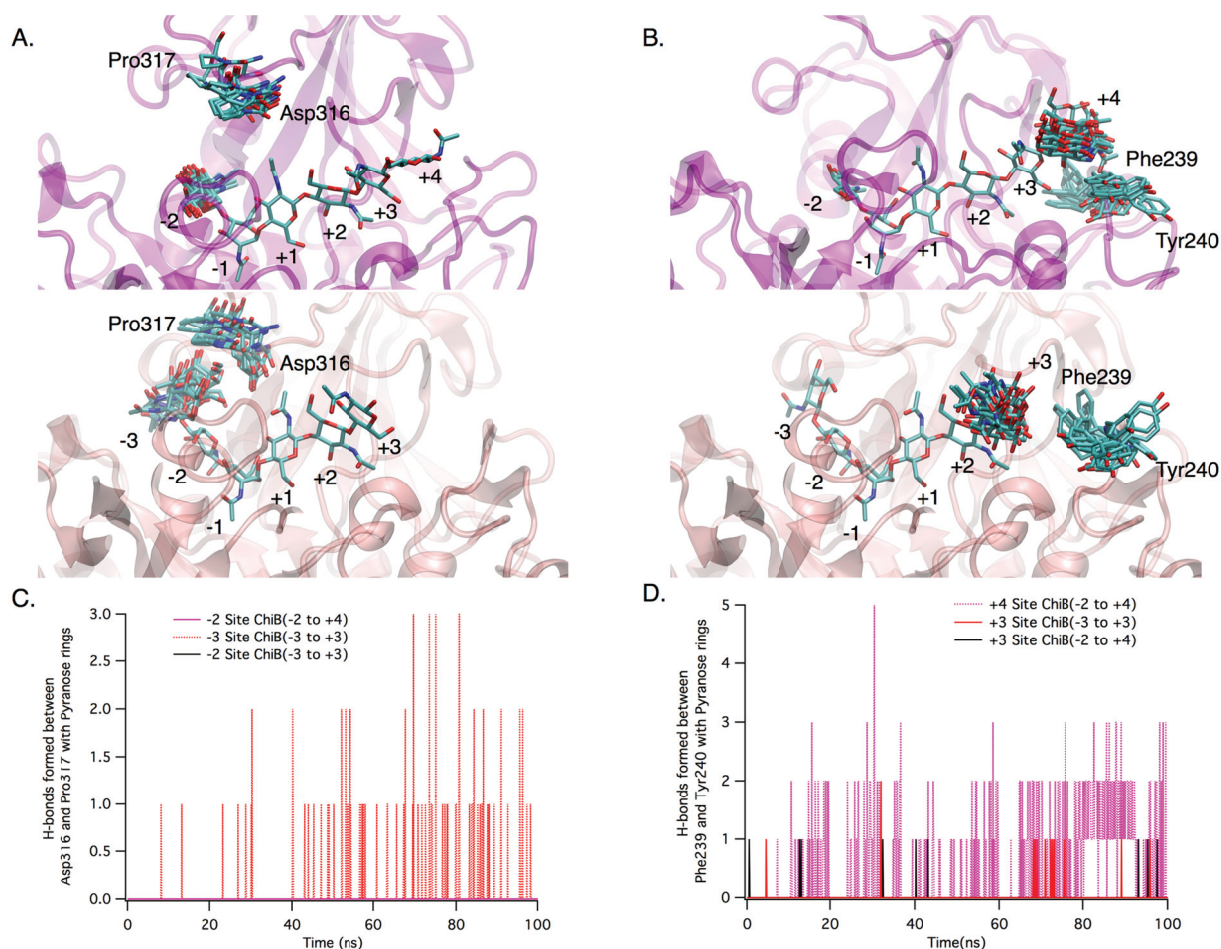 A.
Pro317
Asp316
+4
-2
+3
+2
+1
-1
Pro317
Asp316
-3
+3
-2
+2
+1
-1
B.
+4
Phe239
+3
-2
Tyr240
+2
+1
-1
+3
Phe239
-3
+2
Tyr240
-2
+1
-1
C.
-2 Site ChiB(-2 to +4)
-3 Site ChiB(-3 to +3)
-2 Site ChiB(-3 to +3)
H-bonds formed between
Asp316 and Pro317 with Pyranose rings
3.0
2.5
2.0
1.5
1.0
0.5
0.0
0 20 40 60 80 100
Time (ns)
D.
+4 Site ChiB(-2 to +4)
+3 Site ChiB(-3 to +3)
+3 Site ChiB(-2 to +4)
H-bonds formed between
Phe239 and Tyr240 with Pyranose rings
5
4
3
2
1
0
0 20 40 60 80 100
Time(ns)